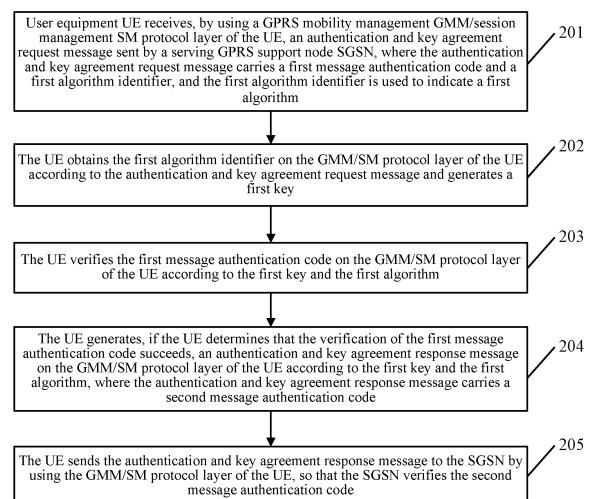 User equipment UE receives, by using a GPRS mobility management GMM/session
management SM protocol layer of the UE, an authentication and key agreement
request message sent by a serving GPRS support node SGSN, where the authentication
and key agreement request message carries a first message authentication code and a
first algorithm identifier, and the first algorithm identifier is used to indicate a first
algorithm
201
The UE obtains the first algorithm identifier on the GMM/SM protocol layer of the UE
according to the authentication and key agreement request message and generates a
first key
202
The UE verifies the first message authentication code on the GMM/SM protocol layer
of the UE according to the first key and the first algorithm
203
The UE generates, if the UE determines that the verification of the first message
authentication code succeeds, an authentication and key agreement response message
on the GMM/SM protocol layer of the UE according to the first key and the first
algorithm, where the authentication and key agreement response message carries a
second message authentication code
204
The UE sends the authentication and key agreement response message to the SGSN by
using the GMM/SM protocol layer of the UE, so that the SGSN verifies the second
message authentication code
205